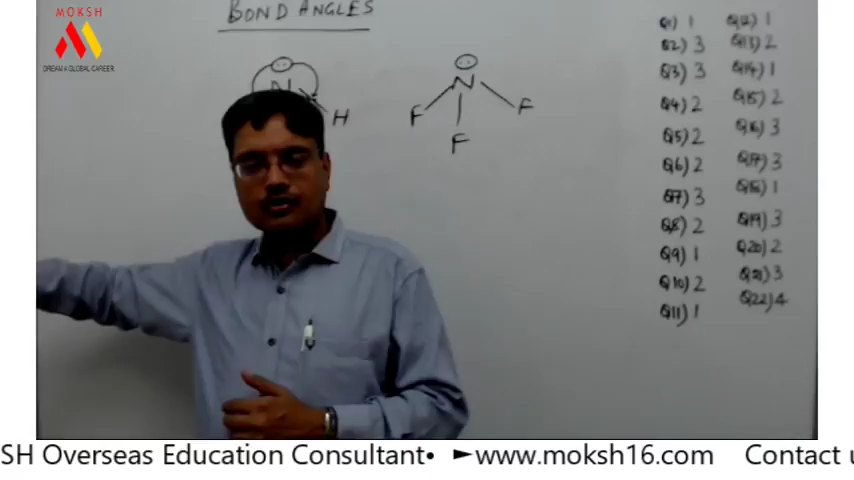 MOKSH
DREAM A GLOBAL CAREER
BOND ANGLES
N
H
N
F
F
F
Q1) 1
Q2) 3
Q3) 3
Q4) 2
Q5) 2
Q6) 2
Q7) 3
Q8) 2
Q9) 1
Q10) 2
Q11) 1
Q12) 1
Q13) 2
Q14) 1
Q15) 2
Q16) 3
Q17) 3
Q18) 1
Q19) 3
Q20) 2
Q21) 3
Q22) 4
SH Overseas Education Consultant• ►www.moksh16.com Contact u